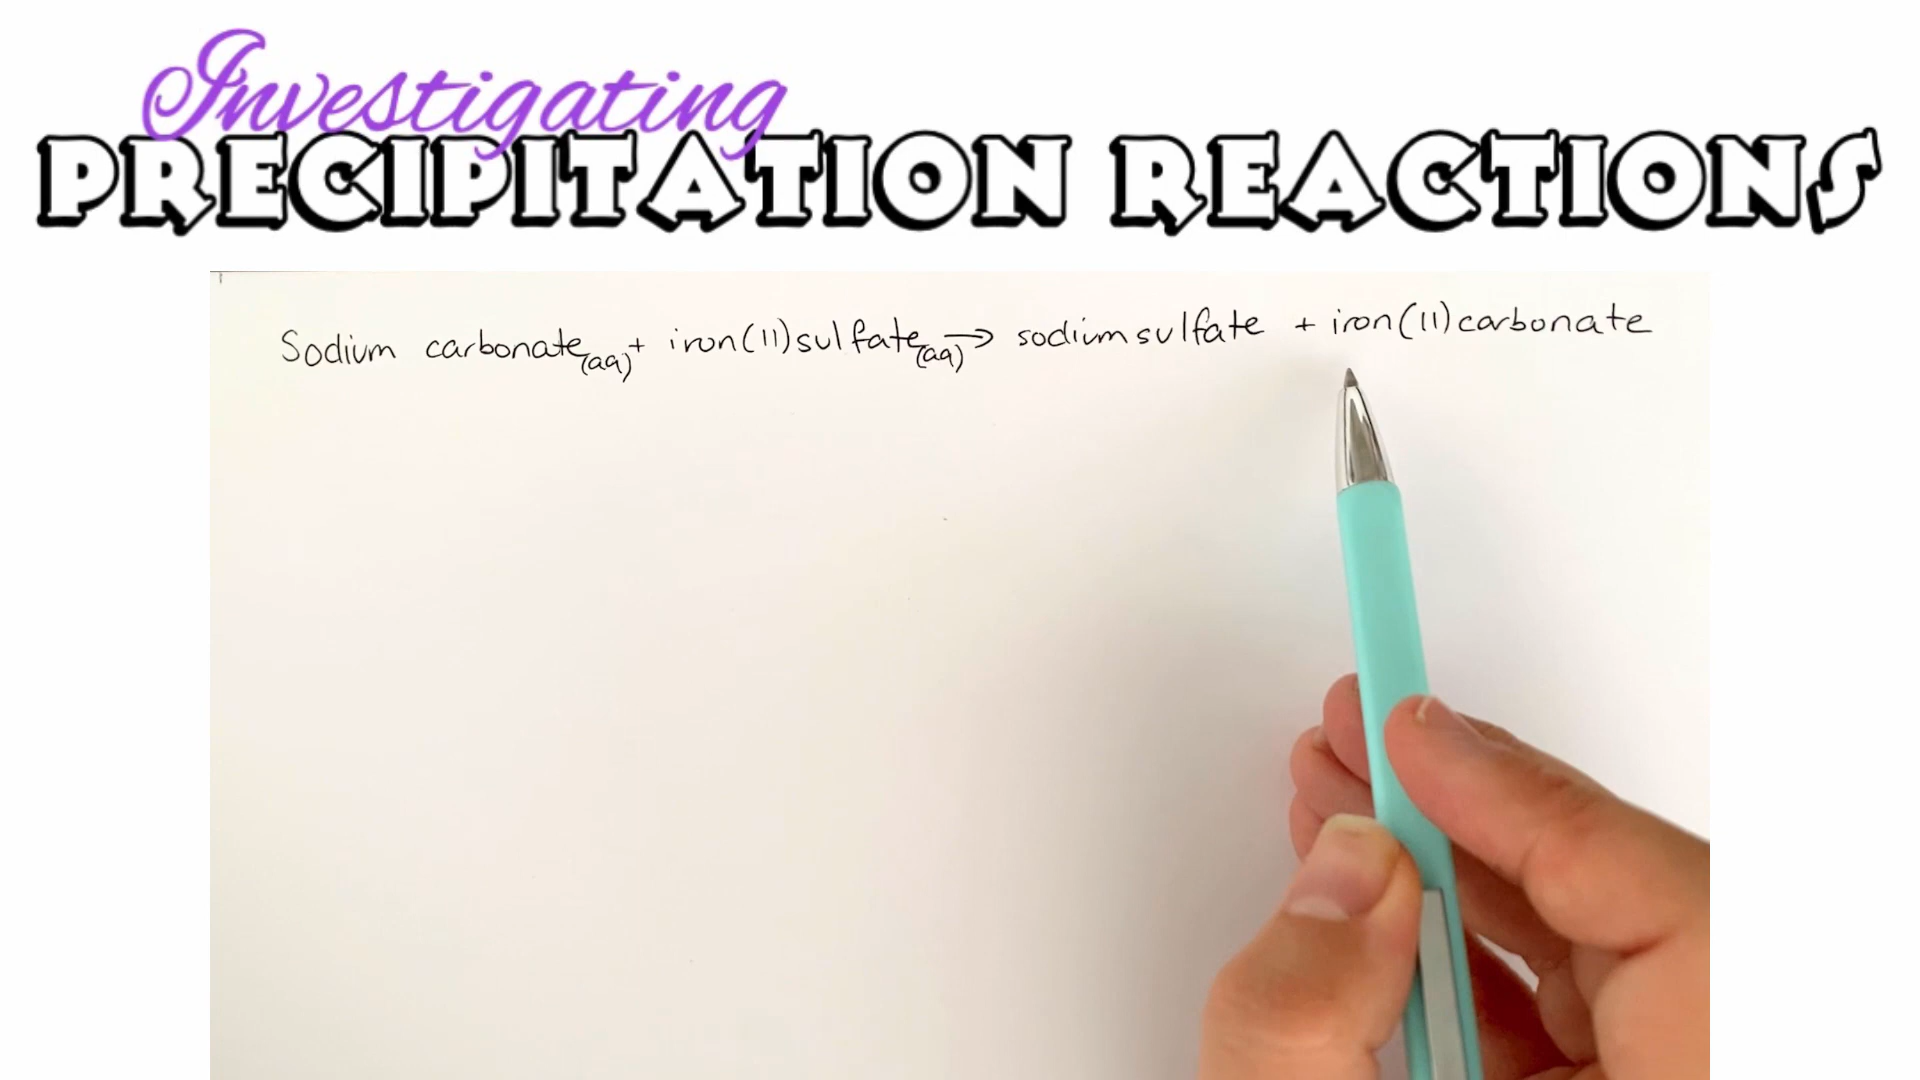 Investigating
PRECIPITATION REACTIONS
Sodium carbonate(aq) + iron(II)sulfate(aq) → sodium sulfate + iron(II)carbonate